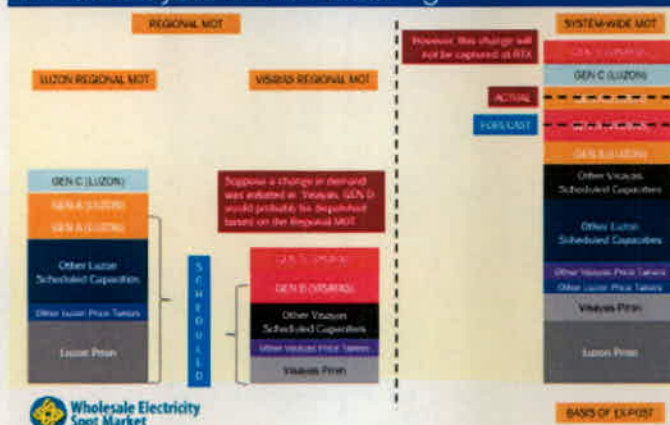 REGIONAL MOT
SYSTEM-WIDE MOT
However, this change will
not be captured at RTX
LUZON REGIONAL MOT
VISAYAS REGIONAL MOT
GEN C (LUZON)
ACTUAL
FORECAST
GEN C (LUZON)
GEN A (LUZON)
Suppose a change in demand
was initiated in Visayas, GEN D
would probably be dispatched
based on the Regional MOT
Other Luzon
Scheduled Capacities
Other Luzon Price Takers
Luzon Pmin
SCHEDULED
GEN B (VISAYAS)
Other Visayas
Scheduled Capacities
Other Visayas Price Takers
Visayas Pmin
Other Visayas
Scheduled Capacities
Other Luzon
Scheduled Capacities
Other Visayas Price Takers
Other Luzon Price Takers
Visayas Pmin
Luzon Pmin
Wholesale Electricity
Spot Market
BASIS OF EX-POST